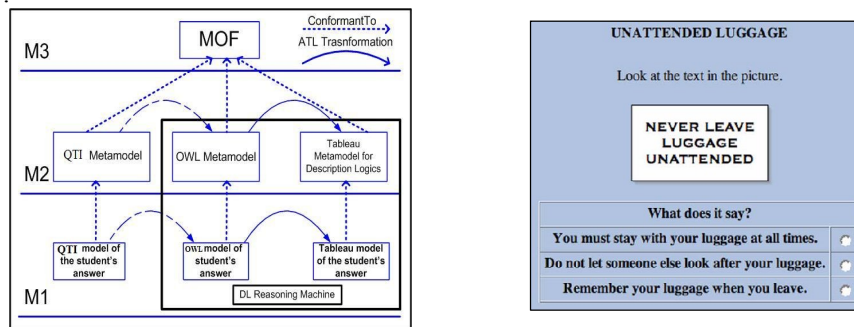 ConformantTo
ATL Trasnformation
M3
MOF
M2
QTI Metamodel
OWL Metamodel
Tableau
Metamodel for
Description Logics
QTI model of
the student's
answer
OWL model of
student's
answer
Tableau model
of the student's
answer
DL Reasoning Machine
M1
UNATTENDED LUGGAGE
Look at the text in the picture.
NEVER LEAVE
LUGGAGE
UNATTENDED
What does it say?
You must stay with your luggage at all times.
Do not let someone else look after your luggage.
Remember your luggage when you leave.